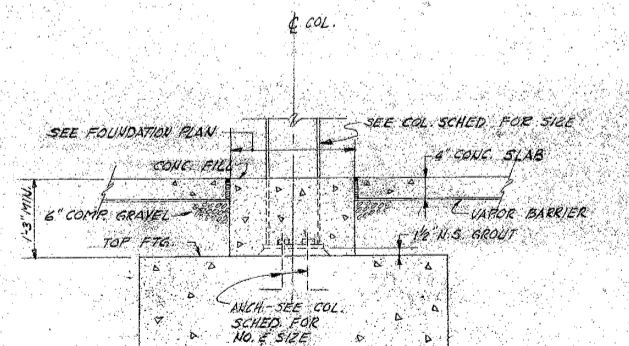 ℄ COL.
SEE FOUNDATION PLAN
SEE COL. SCHED FOR SIZE
CONC. FILL
4" CONC. SLAB
1'-3" MIN.
6" COMP. GRAVEL
VAPOR BARRIER
TOP FTG.
1½" N.S. GROUT
ANCH-SEE COL.
SCHED FOR
NO. & SIZE